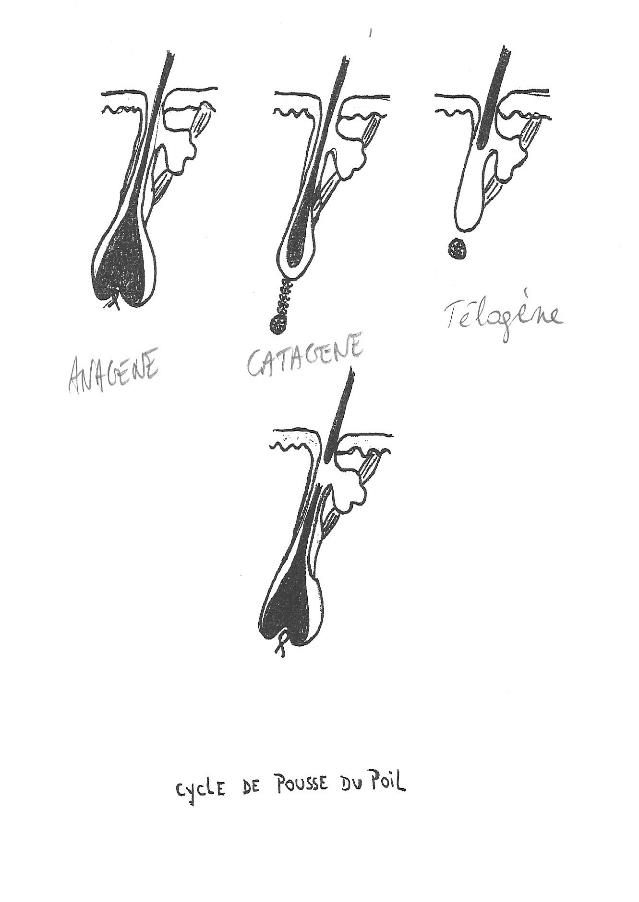 ANAGENE
CATAGENE
Télogène
CYCLE DE POUSSE DU POIL